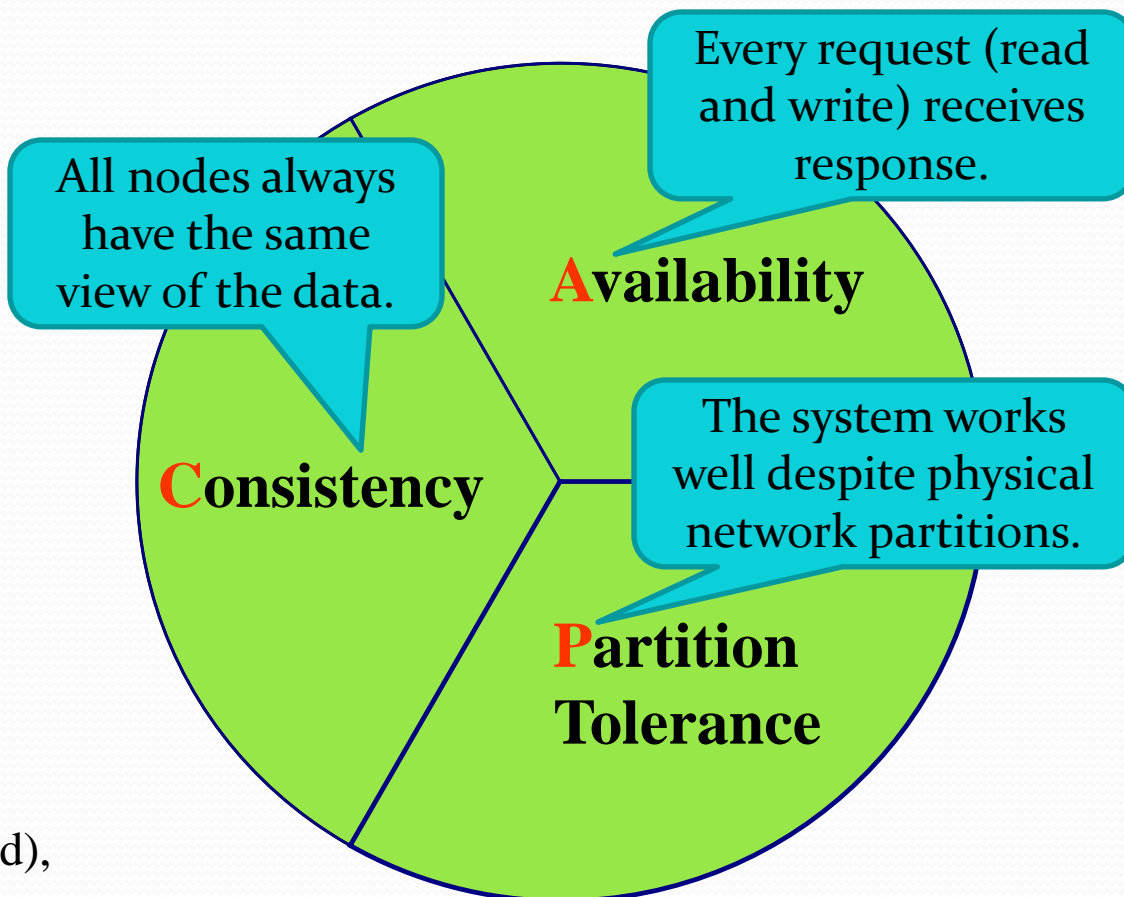 Every request (read
and write) receives
response.
All nodes always
have the same
view of the data.
Availability
The system works
well despite physical
network partitions.
Consistency
Partition
Tolerance
d),